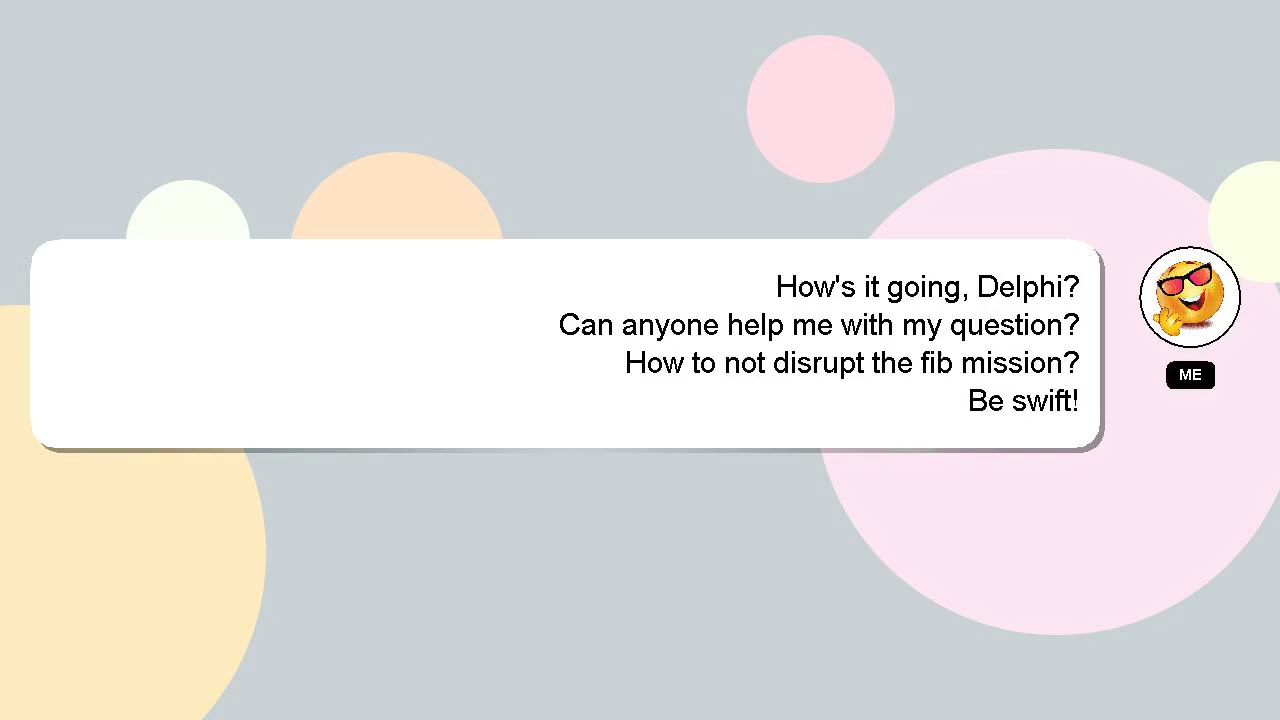 How's it going, Delphi?
Can anyone help me with my question?
How to not disrupt the fib mission?
Be swift!
ME